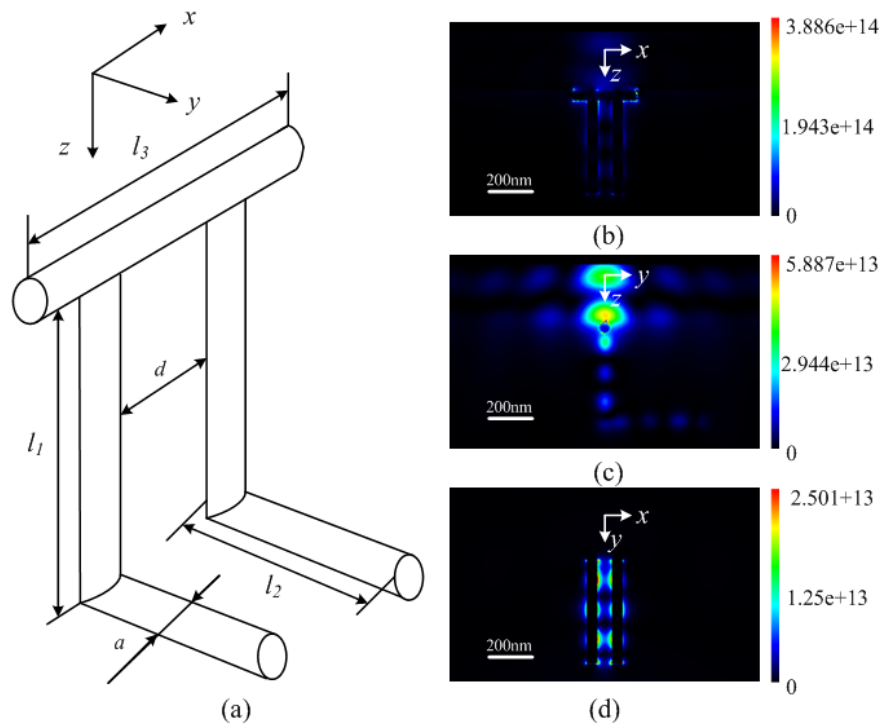 x
y
z
l3
d
l1
l2
a
(a)
x
z
200nm
3.886e+14
1.943e+14
0
(b)
y
z
200nm
5.887e+13
2.944e+13
0
(c)
x
y
200nm
2.501+13
1.25e+13
0
(d)